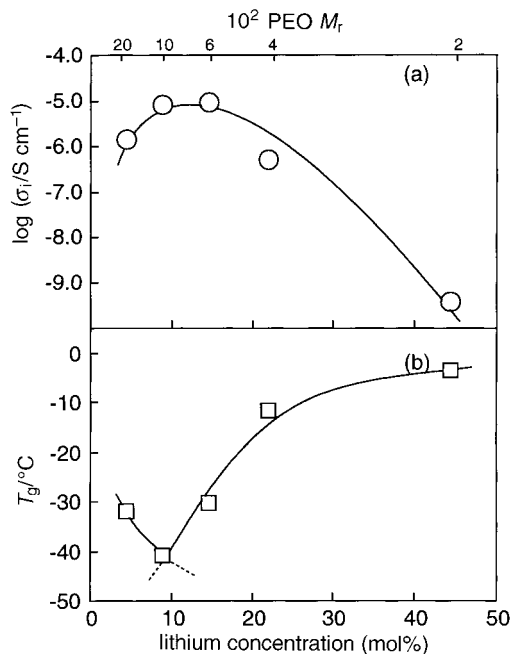 10² PEO Mᵣ
20 10 6 4 2
(a)
-4.0
-5.0
-6.0
-7.0
-8.0
-9.0
log (σᵢ/S cm⁻¹)
(b)
0
-10
-20
-30
-40
-50
T_g/°C
0 10 20 30 40 50
lithium concentration (mol%)